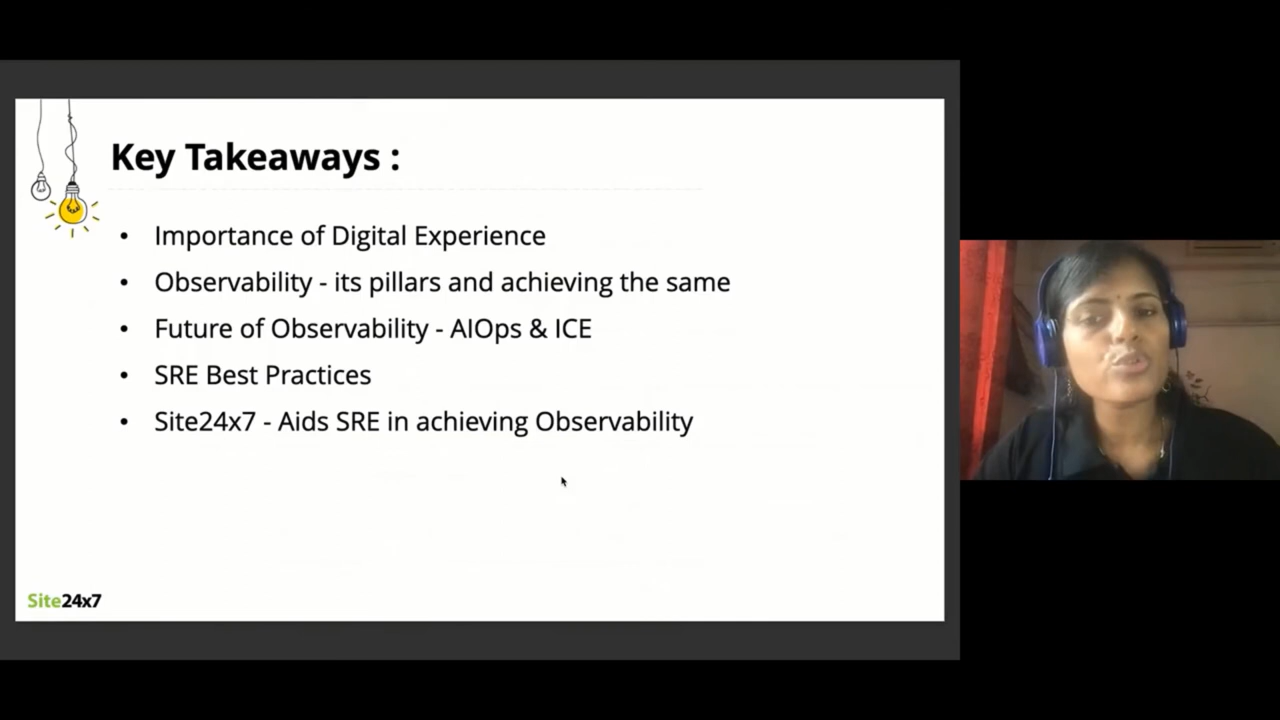 Key Takeaways :
• Importance of Digital Experience
• Observability - its pillars and achieving the same
• Future of Observability - AIOps & ICE
• SRE Best Practices
• Site24x7 - Aids SRE in achieving Observability
Site24x7